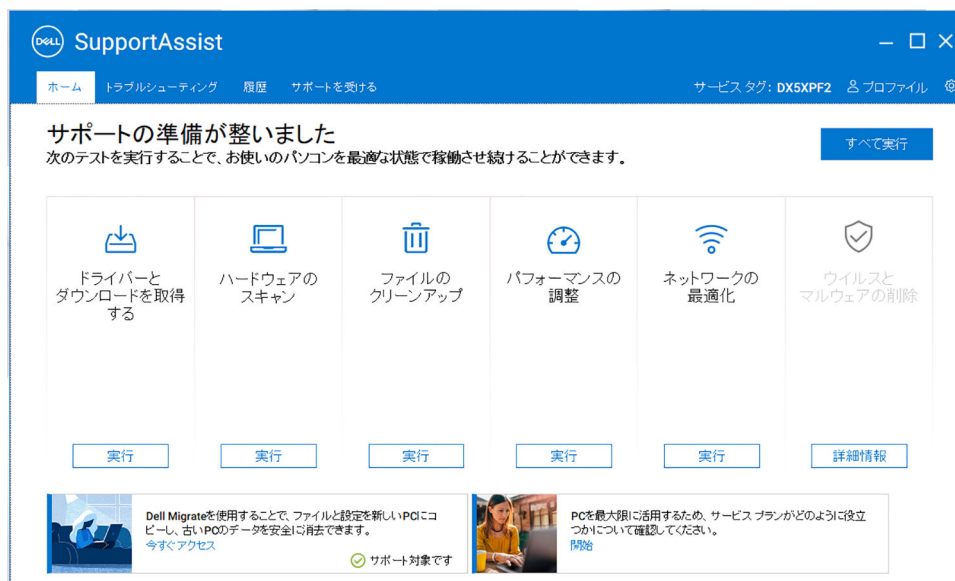 DELL SupportAssist
ホーム トラブルシューティング 履歴 サポートを受ける サービス タグ: DX5XPF2 プロファイル
サポートの準備が整いました
次のテストを実行することで、お使いのパソコンを最適な状態で稼働させ続けることができます。
すべて実行
ドライバーと
ダウンロードを取得
する
実行
ハードウェアの
スキャン
実行
ファイルの
クリーンアップ
実行
パフォーマンスの
調整
実行
ネットワークの
最適化
実行
ウイルスと
マルウェアの削除
詳細情報
Dell Migrateを使用することで、ファイルと設定を新しいPCにコ
ピーし、古いPCのデータを安全に消去できます。
今すぐアクセス
サポート対象です
PCを最大限に活用するため、サービス プランがどのように役立
つかについて確認してください。
開始